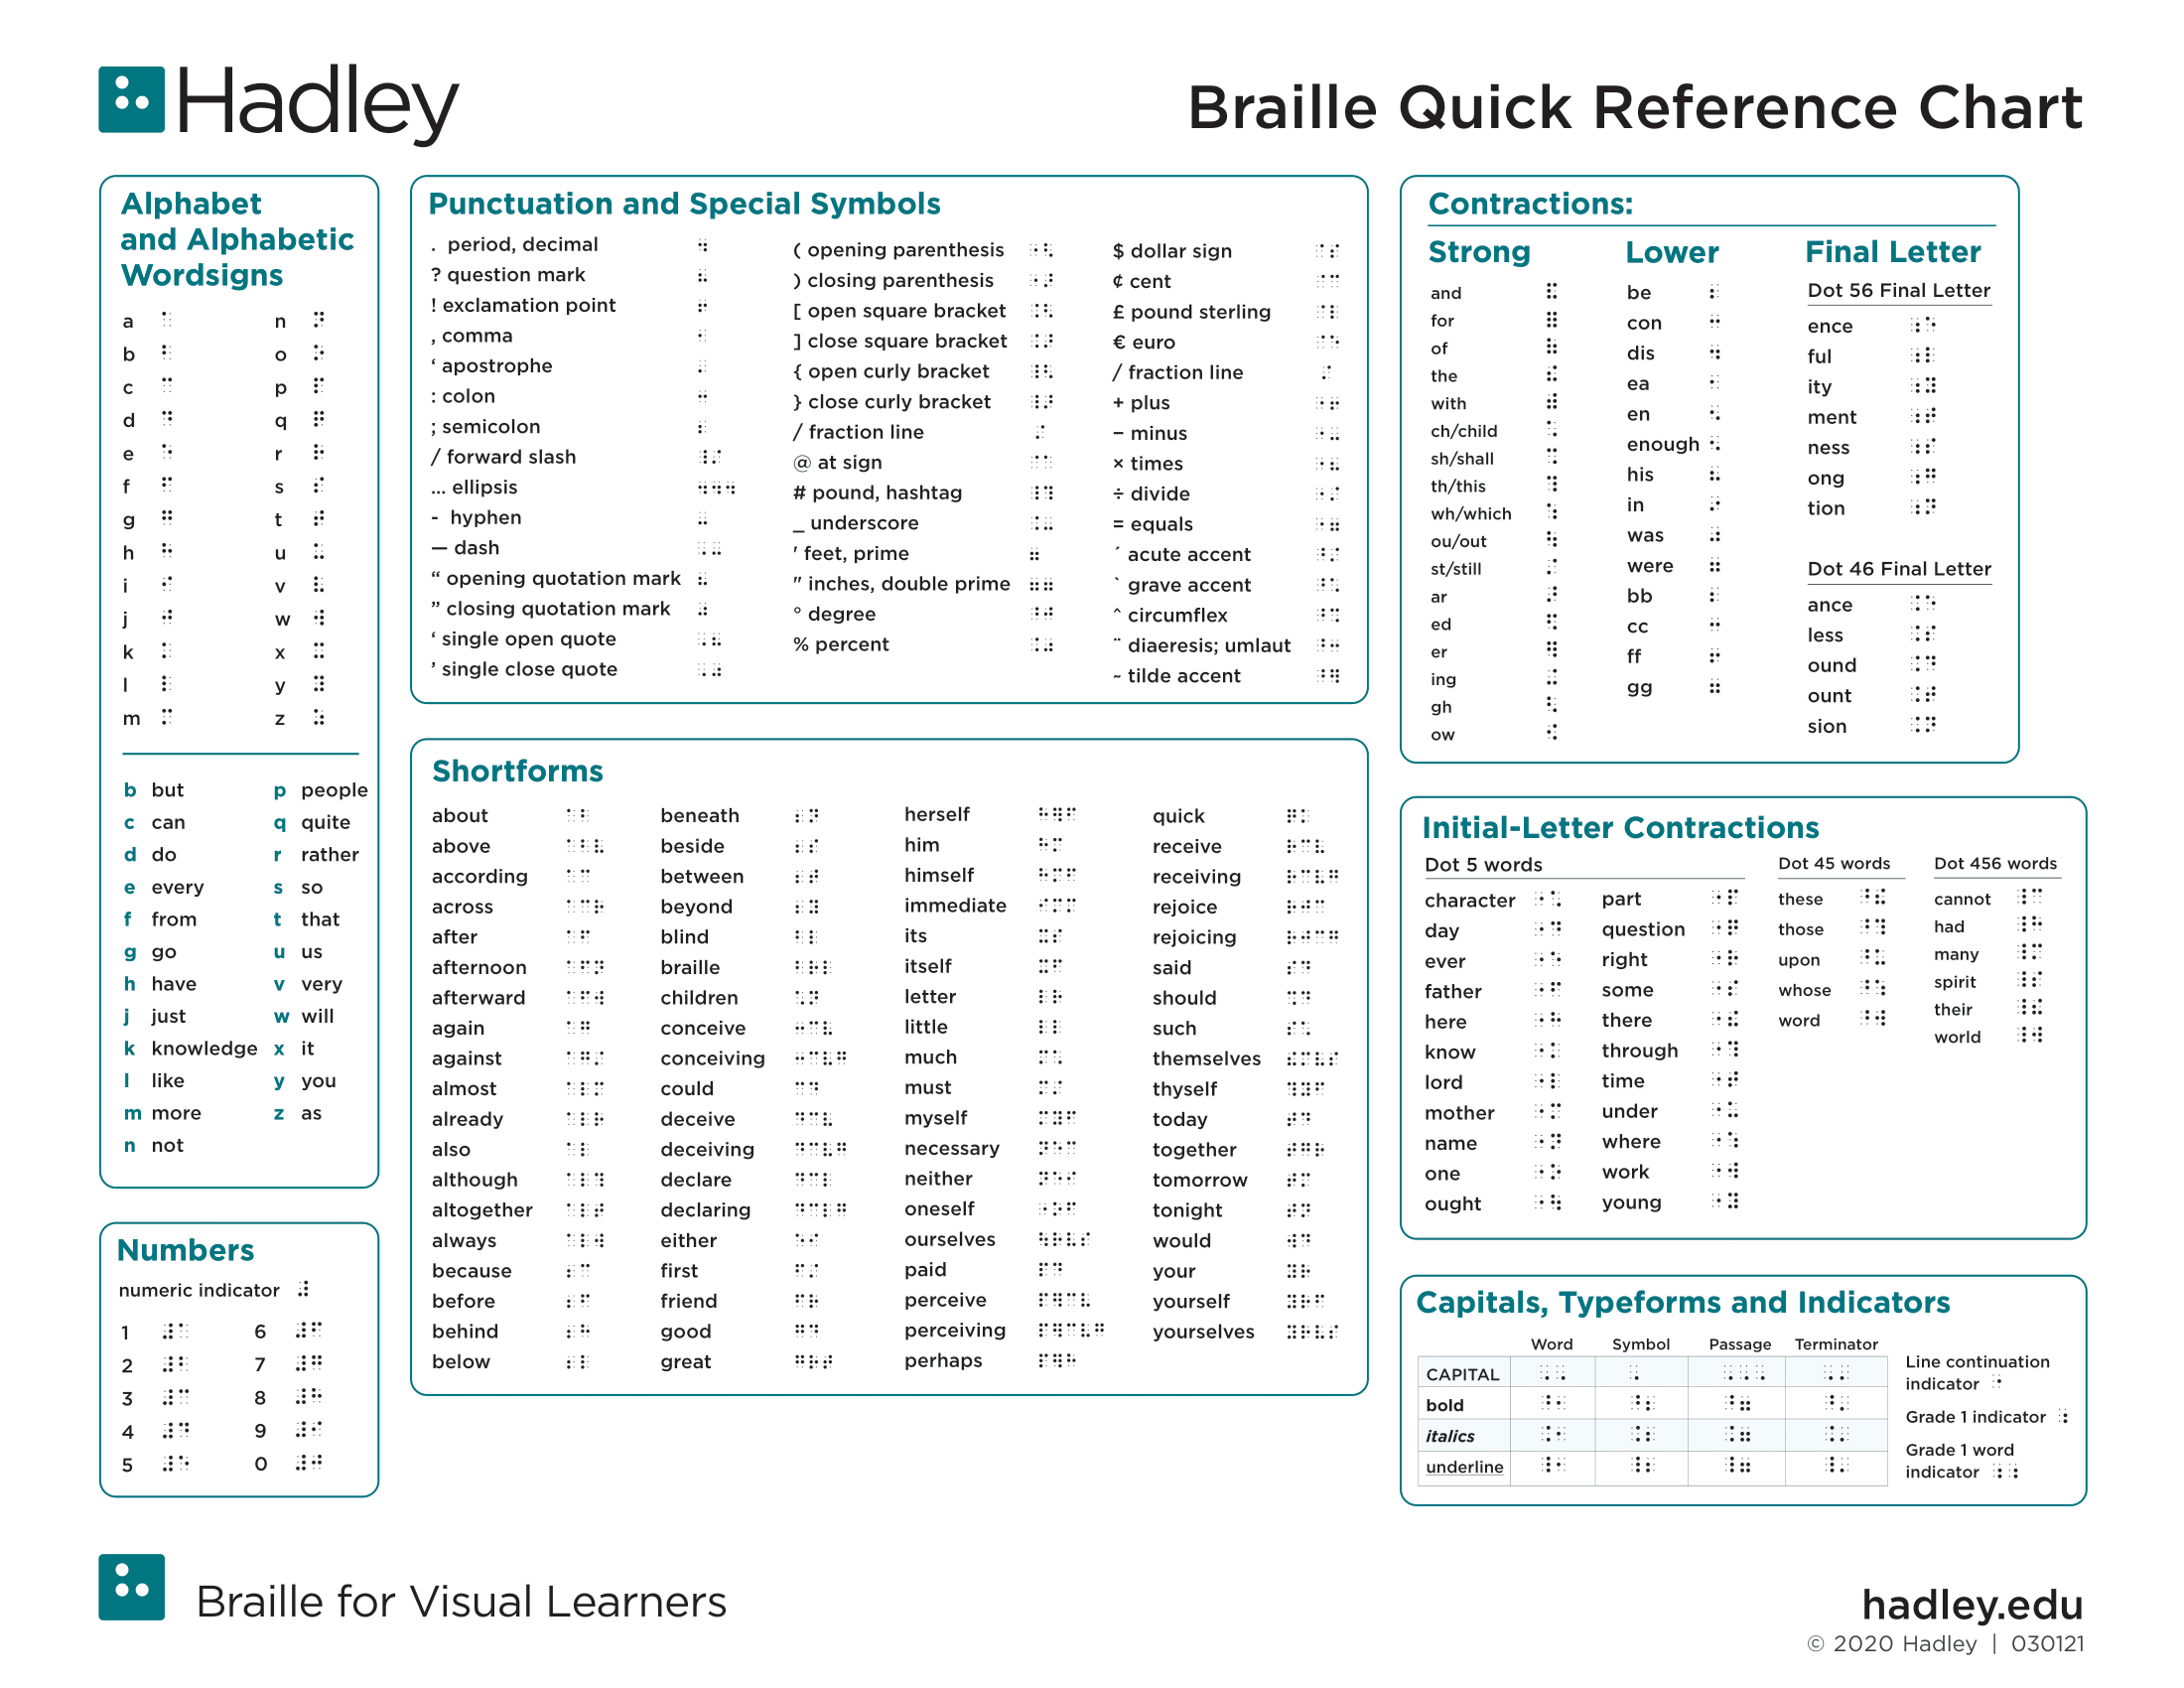 Hadley
Braille Quick Reference Chart
Alphabet
and Alphabetic
Wordsigns
a ⠁
b ⠃
c ⠉
d ⠙
e ⠑
f ⠋
g ⠛
h ⠓
i ⠊
j ⠚
k ⠅
l ⠇
m ⠍
n ⠝
o ⠕
p ⠏
q ⠟
r ⠗
s ⠎
t ⠞
u ⠥
v ⠧
w ⠺
x ⠭
y ⠽
z ⠵
b but
c can
d do
e every
f from
g go
h have
j just
k knowledge
l like
m more
n not
p people
q quite
r rather
s so
t that
u us
v very
w will
x it
y you
z as
Numbers
numeric indicator ⠼
1 ⠼⠁
2 ⠼⠃
3 ⠼⠉
4 ⠼⠙
5 ⠼⠑
6 ⠼⠋
7 ⠼⠛
8 ⠼⠓
9 ⠼⠊
0 ⠼⠚
Punctuation and Special Symbols
. period, decimal ⠲
? question mark ⠦
! exclamation point ⠖
, comma ⠂
‘ apostrophe ⠄
: colon ⠒
; semicolon ⠆
/ forward slash ⠸⠌
... ellipsis ⠲⠲⠲
- hyphen ⠤
— dash ⠠⠤
“ opening quotation mark ⠦
” closing quotation mark ⠴
‘ single open quote ⠠⠦
’ single close quote ⠠⠴
( opening parenthesis ⠐⠣
) closing parenthesis ⠐⠜
[ open square bracket ⠨⠣
] close square bracket ⠨⠜
{ open curly bracket ⠸⠣
} close curly bracket ⠸⠜
/ fraction line ⠌
@ at sign ⠈⠁
# pound, hashtag ⠸⠹
_ underscore ⠨⠤
' feet, prime ⠶
" inches, double prime ⠶⠶
° degree ⠘⠚
% percent ⠨⠴
$ dollar sign ⠈⠎
¢ cent ⠈⠉
£ pound sterling ⠈⠇
€ euro ⠈⠑
/ fraction line ⠌
+ plus ⠐⠖
− minus ⠐⠤
× times ⠐⠦
÷ divide ⠐⠌
= equals ⠐⠶
´ acute accent ⠘⠌
` grave accent ⠘⠡
ˆ circumflex ⠘⠩
¨ diaeresis; umlaut ⠘⠒
~ tilde accent ⠘⠻
Shortforms
about ⠁⠃
above ⠁⠃⠧
according ⠁⠉
across ⠁⠉⠗
after ⠁⠋
afternoon ⠁⠋⠝
afterward ⠁⠋⠺
again ⠁⠛
against ⠁⠛⠌
almost ⠁⠇⠍
already ⠁⠇⠗
also ⠁⠇
although ⠁⠇⠹
altogether ⠁⠇⠞
always ⠁⠇⠺
because ⠆⠉
before ⠆⠋
behind ⠆⠓
below ⠆⠇
beneath ⠆⠝
beside ⠆⠎
between ⠆⠞
beyond ⠆⠽
blind ⠃⠇
braille ⠃⠗⠇
children ⠡⠝
conceive ⠒⠉⠧
conceiving ⠒⠉⠧⠛
could ⠉⠙
deceive ⠙⠉⠧
deceiving ⠙⠉⠧⠛
declare ⠙⠉⠇
declaring ⠙⠉⠇⠛
either ⠑⠊
first ⠋⠌
friend ⠋⠗
good ⠛⠙
great ⠛⠗⠞
herself ⠓⠻⠋
him ⠓⠍
himself ⠓⠍⠋
immediate ⠊⠍⠍
its ⠭⠎
itself ⠭⠋
letter ⠇⠗
little ⠇⠇
much ⠍⠡
must ⠍⠌
myself ⠍⠽⠋
necessary ⠝⠑⠉
neither ⠝⠑⠊
oneself ⠐⠕⠋
ourselves ⠳⠗⠧⠎
paid ⠏⠙
perceive ⠏⠻⠉⠧
perceiving ⠏⠻⠉⠧⠛
perhaps ⠏⠻⠓
quick ⠟⠅
receive ⠗⠉⠧
receiving ⠗⠉⠧⠛
rejoice ⠗⠚⠉
rejoicing ⠗⠚⠉⠛
said ⠎⠙
should ⠩⠙
such ⠎⠡
themselves ⠮⠍⠧⠎
thyself ⠹⠽⠋
today ⠞⠙
together ⠞⠛⠗
tomorrow ⠞⠍
tonight ⠞⠝
would ⠺⠙
your ⠽⠗
yourself ⠽⠗⠋
yourselves ⠽⠗⠧⠎
Contractions:
Strong
and ⠯
for ⠿
of ⠷
the ⠮
with ⠾
ch/child ⠡
sh/shall ⠩
th/this ⠹
wh/which ⠱
ou/out ⠳
st/still ⠌
ar ⠜
ed ⠫
er ⠻
ing ⠬
gh ⠣
ow ⠪
Lower
be ⠆
con ⠒
dis ⠲
ea ⠂
en ⠢
enough ⠢
his ⠦
in ⠔
was ⠴
were ⠶
bb ⠆
cc ⠒
ff ⠖
gg ⠶
Final Letter
Dot 56 Final Letter
ence ⠰⠑
ful ⠰⠇
ity ⠰⠽
ment ⠰⠞
ness ⠰⠎
ong ⠰⠛
tion ⠰⠝
Dot 46 Final Letter
ance ⠨⠑
less ⠨⠎
ound ⠨⠙
ount ⠨⠞
sion ⠨⠝
Initial-Letter Contractions
Dot 5 words
character ⠐⠡
day ⠐⠙
ever ⠐⠑
father ⠐⠋
here ⠐⠓
know ⠐⠅
lord ⠐⠇
mother ⠐⠍
name ⠐⠝
one ⠐⠕
ought ⠐⠳
part ⠐⠏
question ⠐⠟
right ⠐⠗
some ⠐⠎
there ⠐⠮
through ⠐⠹
time ⠐⠞
under ⠐⠥
where ⠐⠱
work ⠐⠺
young ⠐⠽
Dot 45 words
these ⠘⠮
those ⠘⠹
upon ⠘⠥
whose ⠘⠱
word ⠘⠺
Dot 456 words
cannot ⠸⠉
had ⠸⠓
many ⠸⠍
spirit ⠸⠎
their ⠸⠮
world ⠸⠺
Capitals, Typeforms and Indicators
Word Symbol Passage Terminator
CAPITAL ⠠⠠ ⠠ ⠠⠠⠠ ⠠⠄
bold ⠘⠂ ⠘⠆ ⠘⠶ ⠘⠄
italics ⠨⠂ ⠨⠆ ⠨⠶ ⠨⠄
underline ⠸⠂ ⠸⠆ ⠸⠶ ⠸⠄
Line continuation
indicator ⠐
Grade 1 indicator ⠰
Grade 1 word
indicator ⠰⠰
Braille for Visual Learners
hadley.edu
© 2020 Hadley | 030121